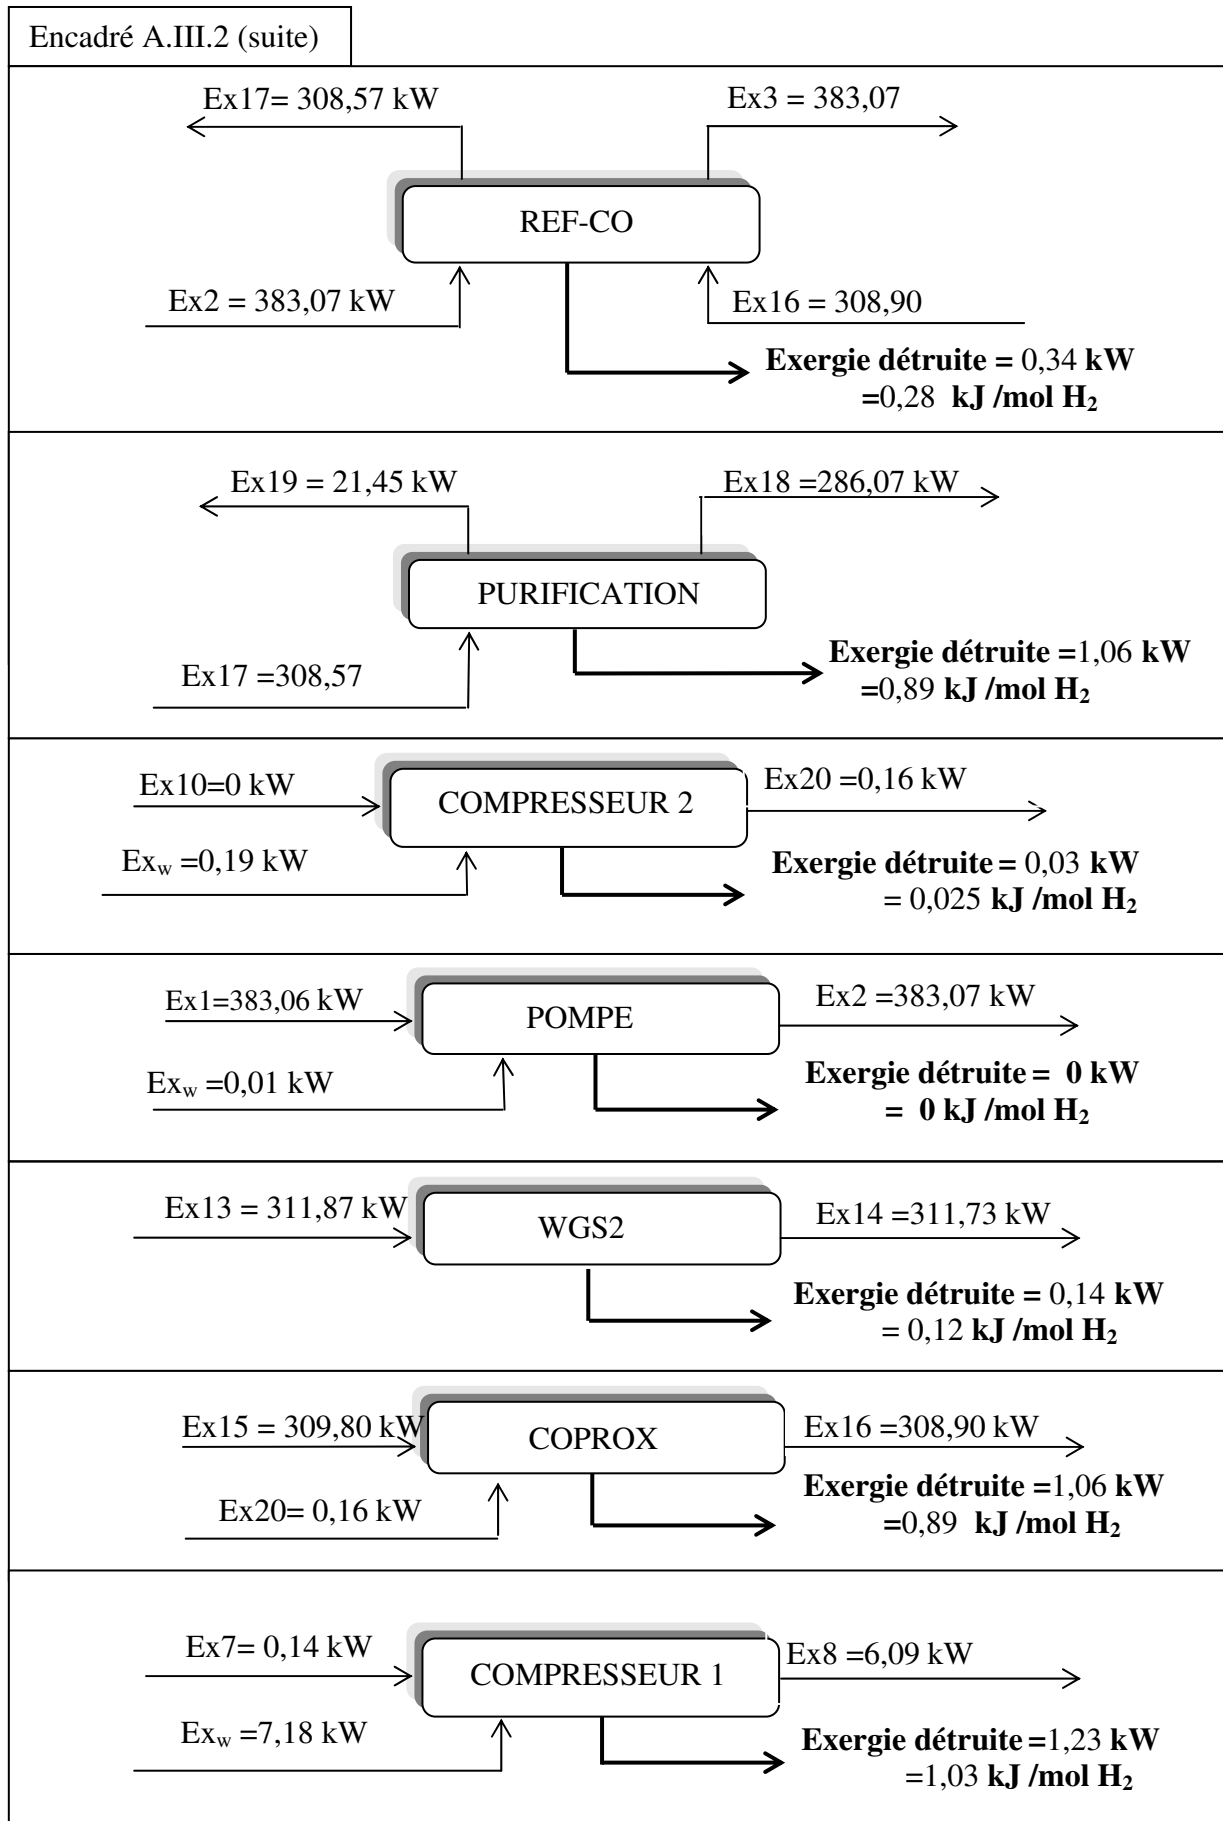 Encadré A.III.2 (suite)
Ex17= 308,57 kW
Ex3 = 383,07
REF-CO
Ex2 = 383,07 kW
Ex16 = 308,90
Exergie détruite = 0,34 kW
=0,28 kJ /mol H₂
Ex19 = 21,45 kW
Ex18 =286,07 kW
PURIFICATION
Ex17 =308,57
Exergie détruite =1,06 kW
=0,89 kJ /mol H₂
Ex10=0 kW
COMPRESSEUR 2
Ex20 =0,16 kW
Exw =0,19 kW
Exergie détruite = 0,03 kW
= 0,025 kJ /mol H₂
Ex1=383,06 kW
POMPE
Ex2 =383,07 kW
Exw =0,01 kW
Exergie détruite = 0 kW
= 0 kJ /mol H₂
Ex13 = 311,87 kW
WGS2
Ex14 =311,73 kW
Exergie détruite = 0,14 kW
= 0,12 kJ /mol H₂
Ex15 = 309,80 kW
COPROX
Ex16 =308,90 kW
Ex20= 0,16 kW
Exergie détruite =1,06 kW
=0,89 kJ /mol H₂
Ex7= 0,14 kW
COMPRESSEUR 1
Ex8 =6,09 kW
Exw =7,18 kW
Exergie détruite =1,23 kW
=1,03 kJ /mol H₂